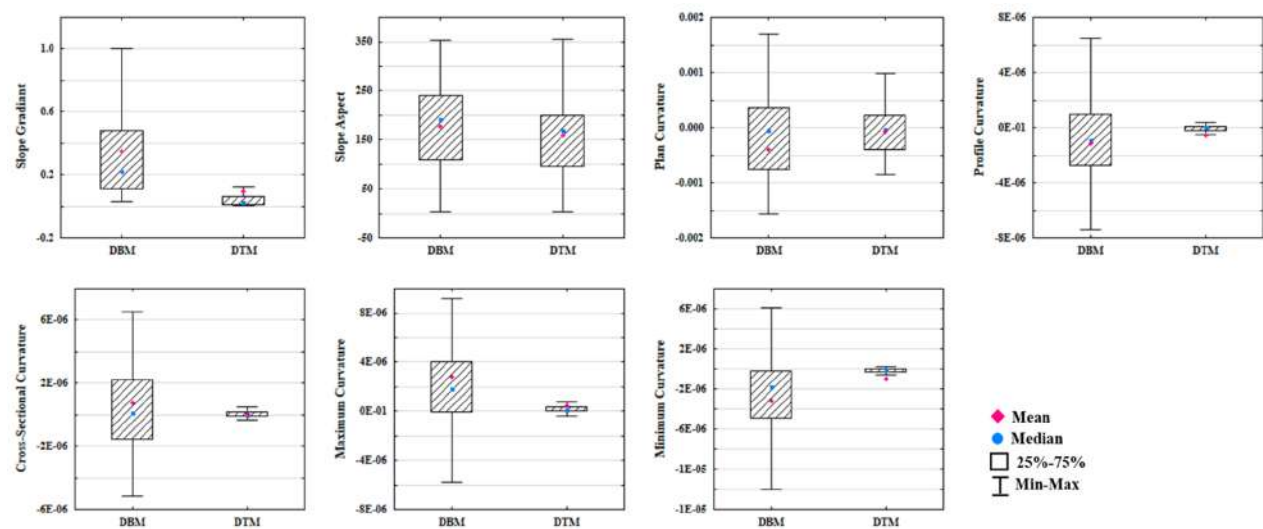 Slope Gradiant
1.0
0.6
0.2
-0.2
DBM DTM
Slope Aspect
350
250
150
50
-50
DBM DTM
Plan Curvature
0.002
0.001
0.000
-0.001
-0.002
DBM DTM
Profile Curvature
8E-06
4E-06
0E-01
-4E-06
-8E-06
DBM DTM
Cross-Sectional Curvature
6E-06
2E-06
-2E-06
-6E-06
DBM DTM
Maximum Curvature
8E-06
4E-06
0E-01
-4E-06
-8E-06
DBM DTM
Minimum Curvature
6E-06
2E-06
-2E-06
-6E-06
-1E-05
-1E-05
DBM DTM
Mean
Median
25%-75%
Min-Max